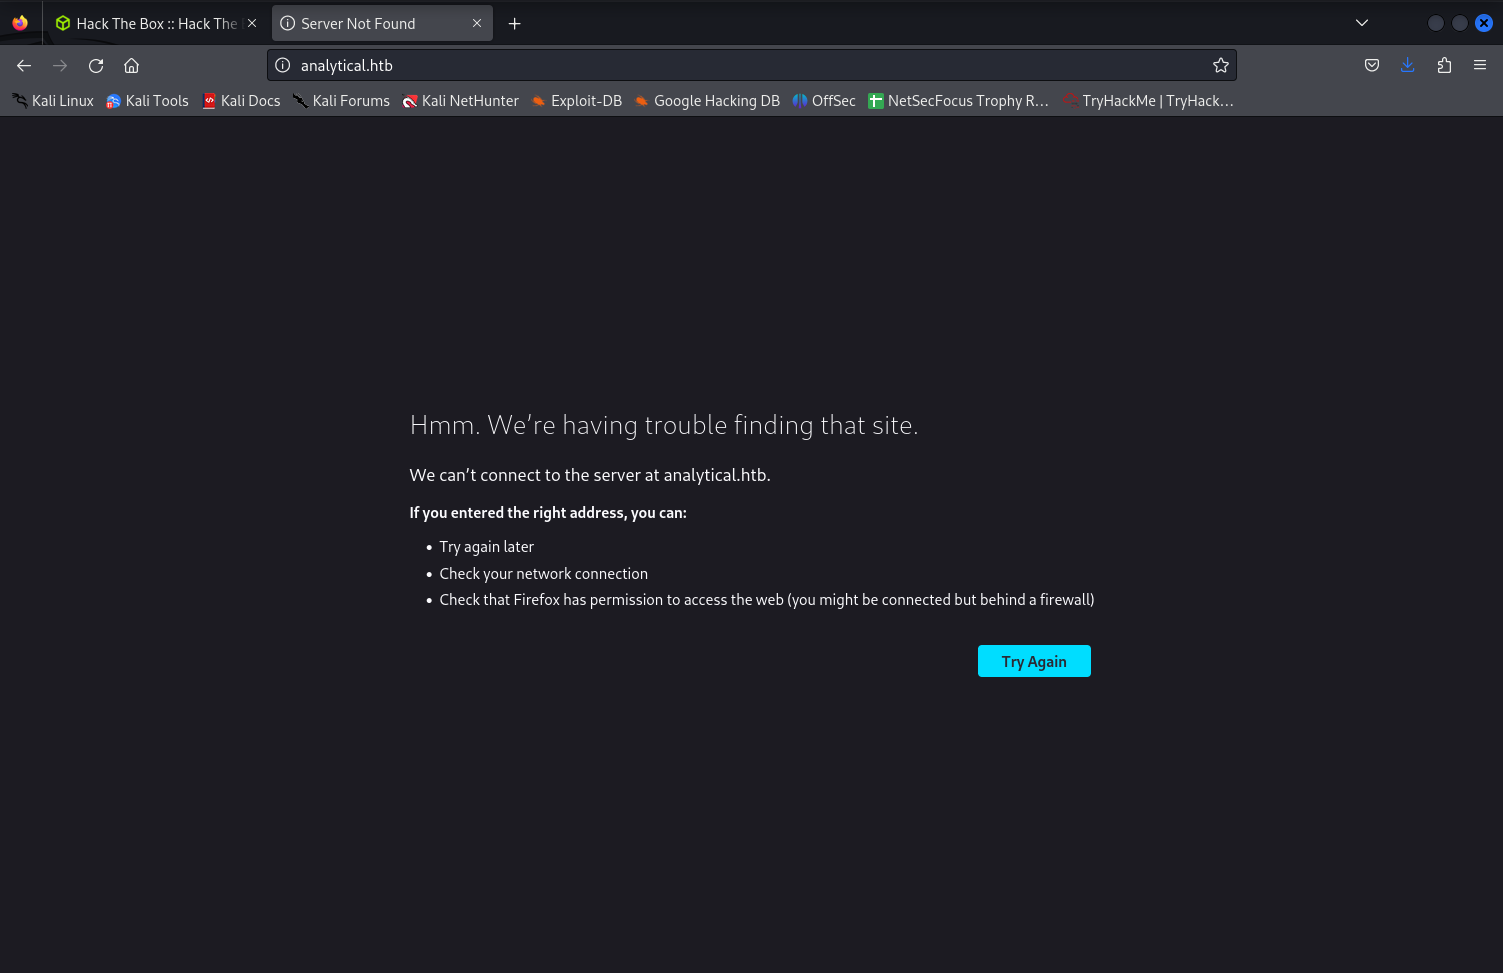 Hack The Box :: Hack The
Server Not Found
analytical.htb
Kali Linux Kali Tools Kali Docs Kali Forums Kali NetHunter Exploit-DB Google Hacking DB OffSec NetSecFocus Trophy R… TryHackMe | TryHack…
Hmm. We’re having trouble finding that site.
We can’t connect to the server at analytical.htb.
If you entered the right address, you can:
• Try again later
• Check your network connection
• Check that Firefox has permission to access the web (you might be connected but behind a firewall)
Try Again